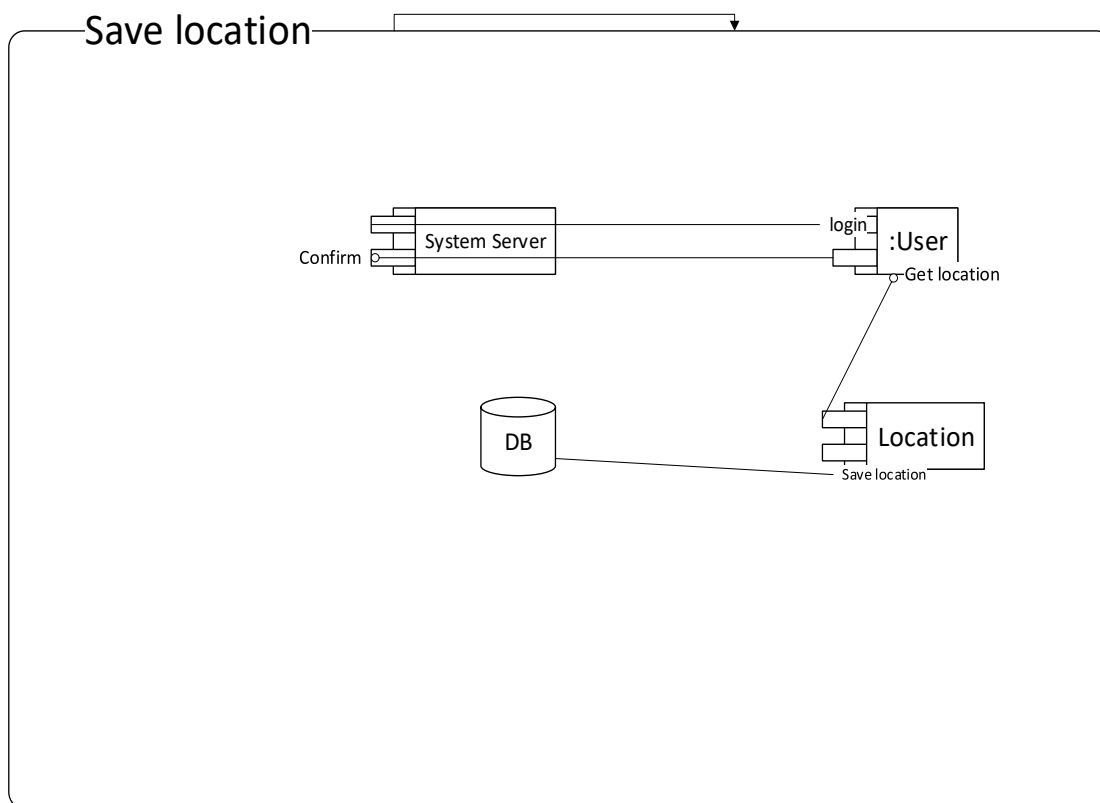 Save location
login
System Server
:User
Confirm
Get location
DB
Location
Save location